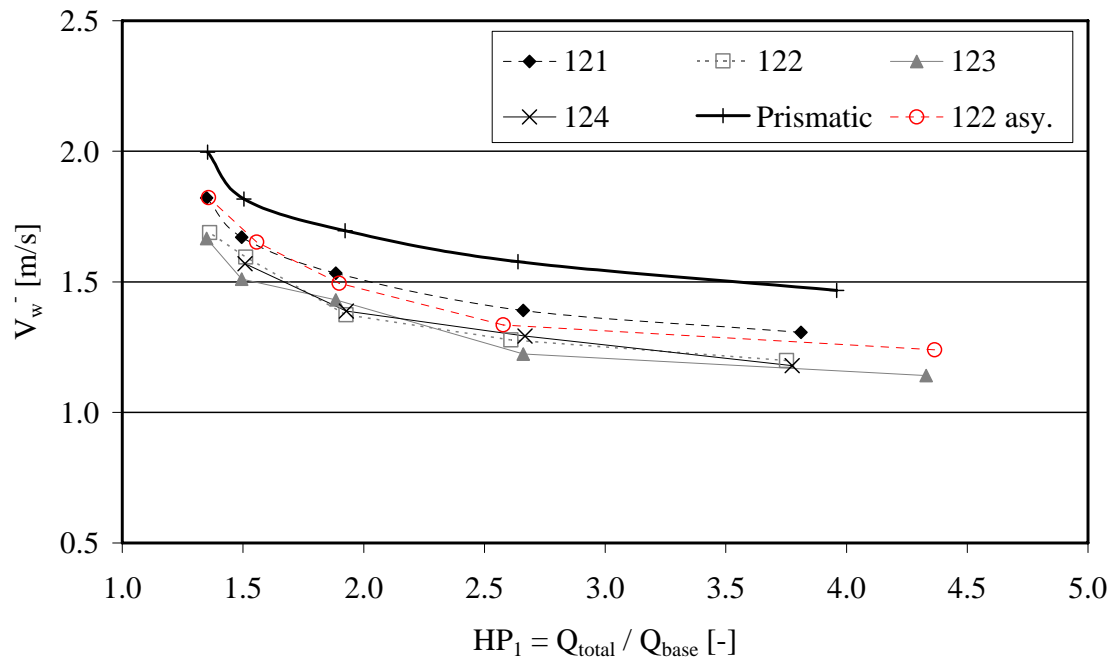 2.5
121 122 123
124 Prismatic 122 asy.
2.0
V_w^- [m/s]
1.5
1.0
0.5
1.0 1.5 2.0 2.5 3.0 3.5 4.0 4.5 5.0
HP₁ = Q_total / Q_base [-]